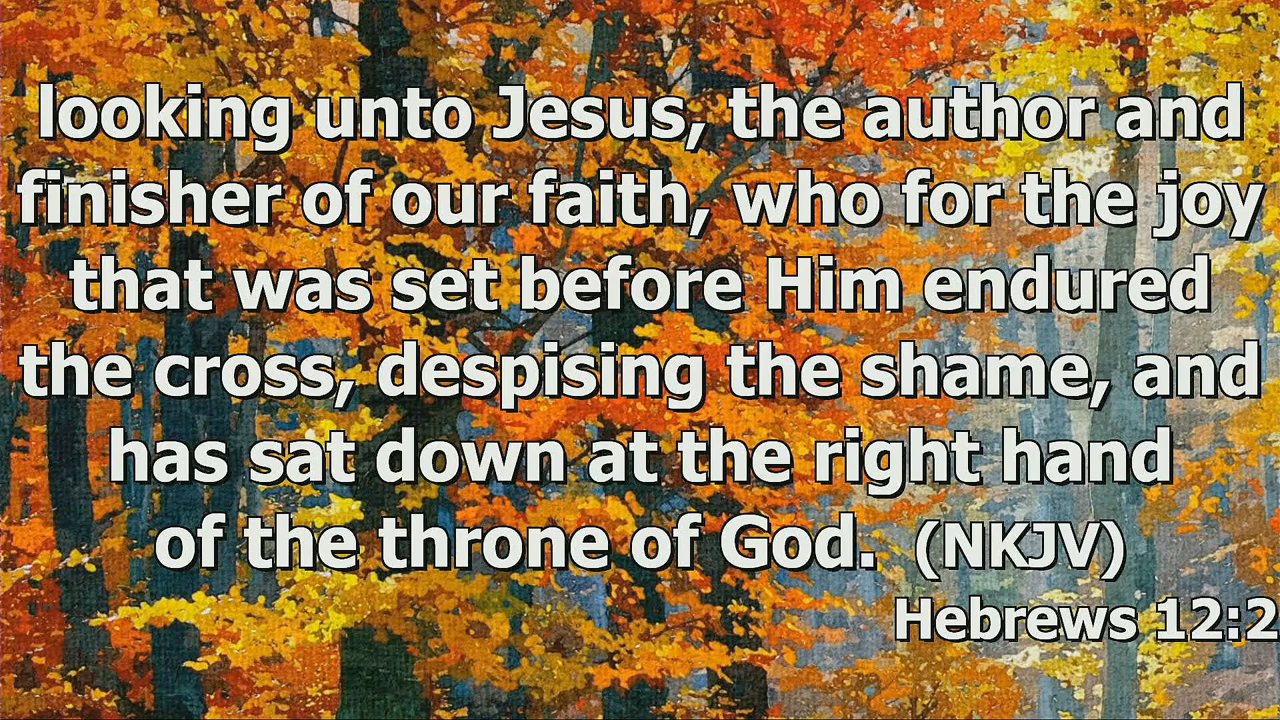 looking unto Jesus, the author and
finisher of our faith, who for the joy
that was set before Him endured
the cross, despising the shame, and
has sat down at the right hand
of the throne of God. (NKJV)
Hebrews 12:2